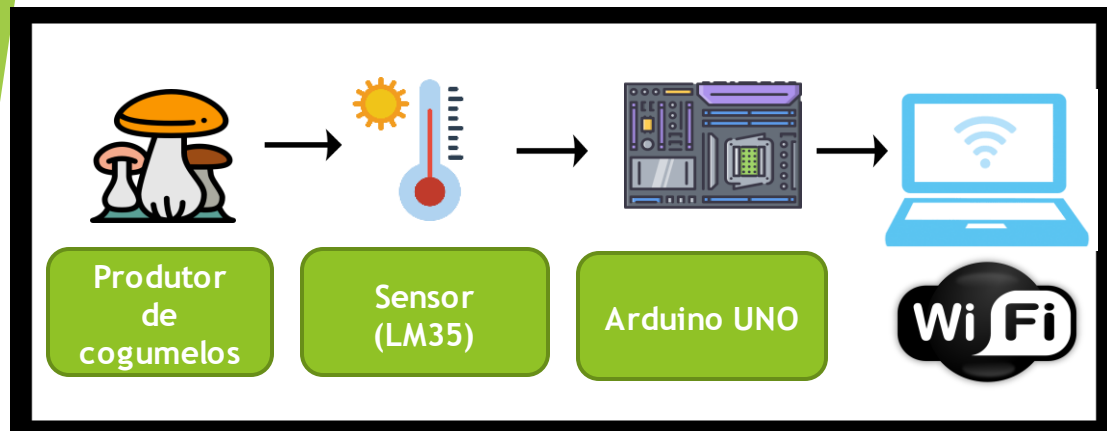 Produtor
de
cogumelos
Sensor
(LM35)
Arduino UNO
Wi Fi